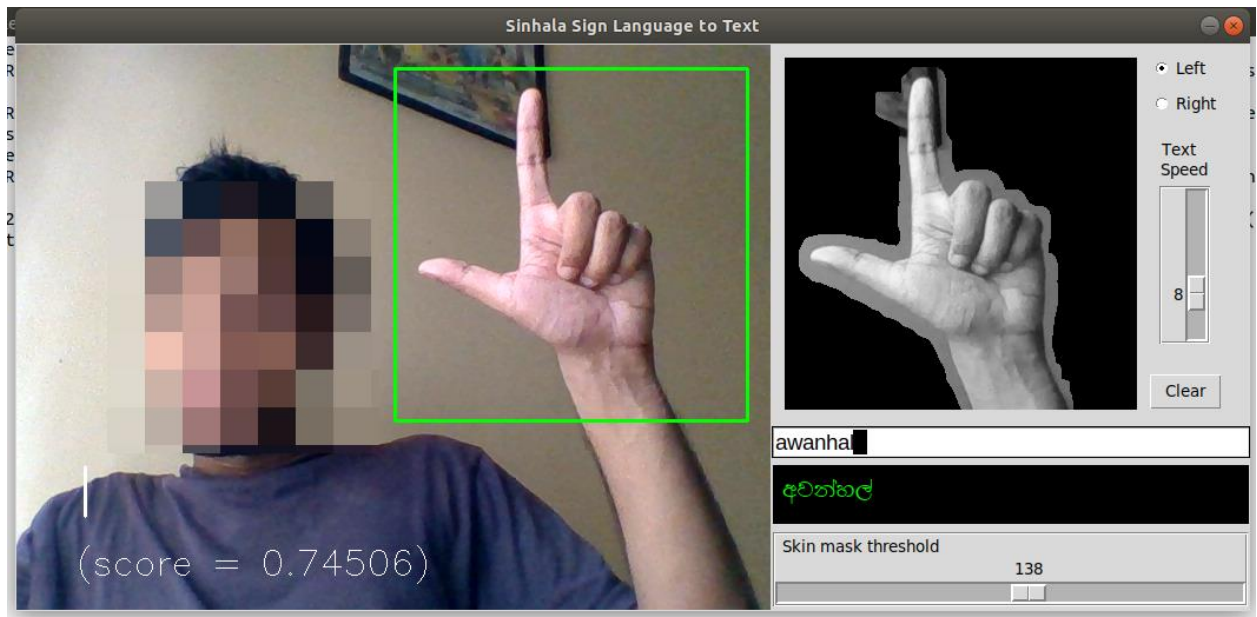 Sinhala Sign Language to Text
l
(score = 0.74506)
Left
Right
Text
Speed
8
Clear
awanhal
අවන්හල්
Skin mask threshold
138